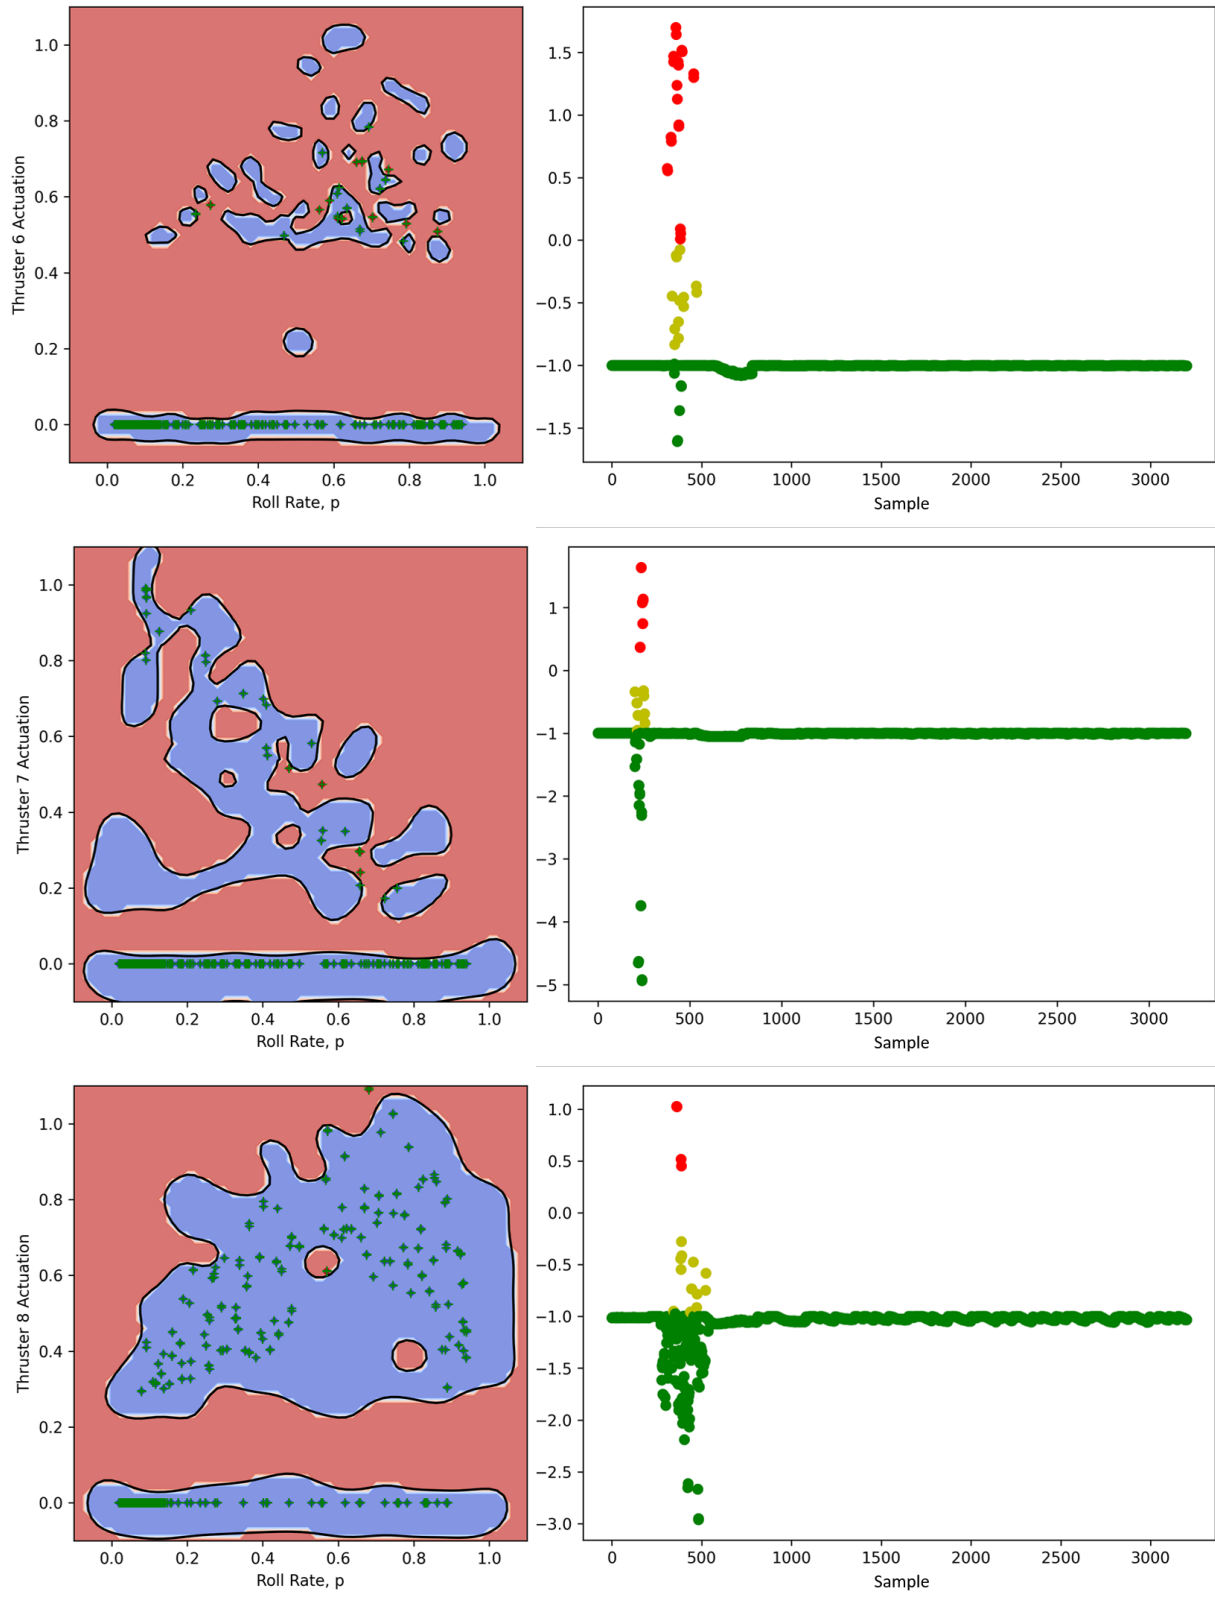 1.0
0.8
0.6
0.4
0.2
0.0
Thruster 6 Actuation
0.0 0.2 0.4 0.6 0.8 1.0
Roll Rate, p
1.5
1.0
0.5
0.0
−0.5
−1.0
−1.5
0 500 1000 1500 2000 2500 3000
Sample
1.0
0.8
0.6
0.4
0.2
0.0
Thruster 7 Actuation
0.0 0.2 0.4 0.6 0.8 1.0
Roll Rate, p
1
0
−1
−2
−3
−4
−5
0 500 1000 1500 2000 2500 3000
Sample
1.0
0.8
0.6
0.4
0.2
0.0
Thruster 8 Actuation
0.0 0.2 0.4 0.6 0.8 1.0
Roll Rate, p
1.0
0.5
0.0
−0.5
−1.0
−1.5
−2.0
−2.5
−3.0
0 500 1000 1500 2000 2500 3000
Sample